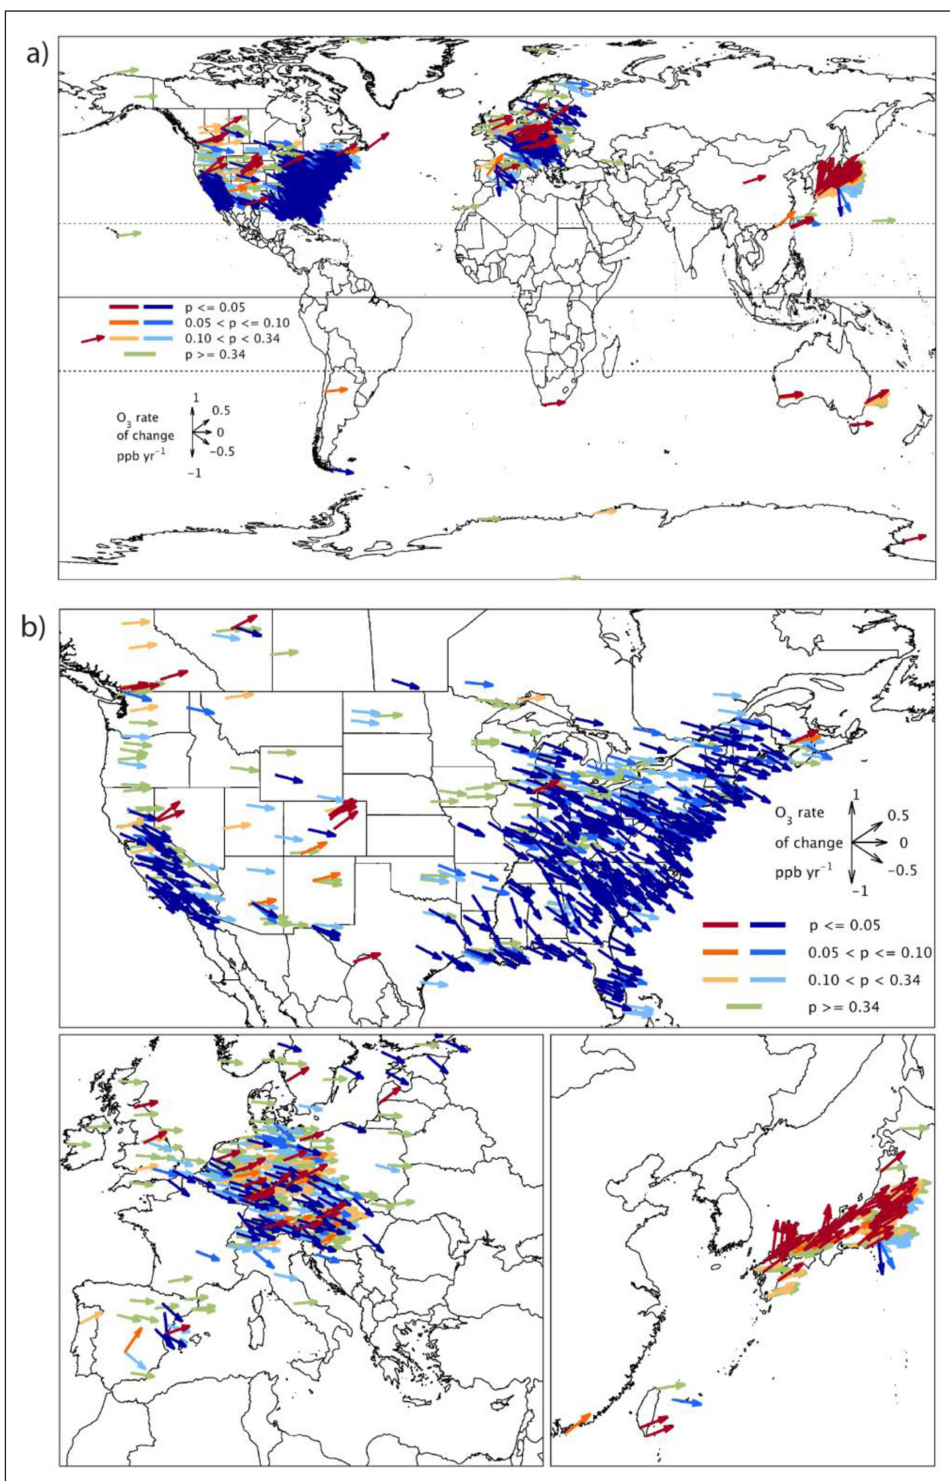 a)
p <= 0.05
0.05 < p <= 0.10
0.10 < p < 0.34
p >= 0.34
O3 rate
of change
ppb yr−1
1
0.5
0
−0.5
−1
b)
O3 rate
of change
ppb yr−1
1
0.5
0
−0.5
−1
p <= 0.05
0.05 < p <= 0.10
0.10 < p < 0.34
p >= 0.34